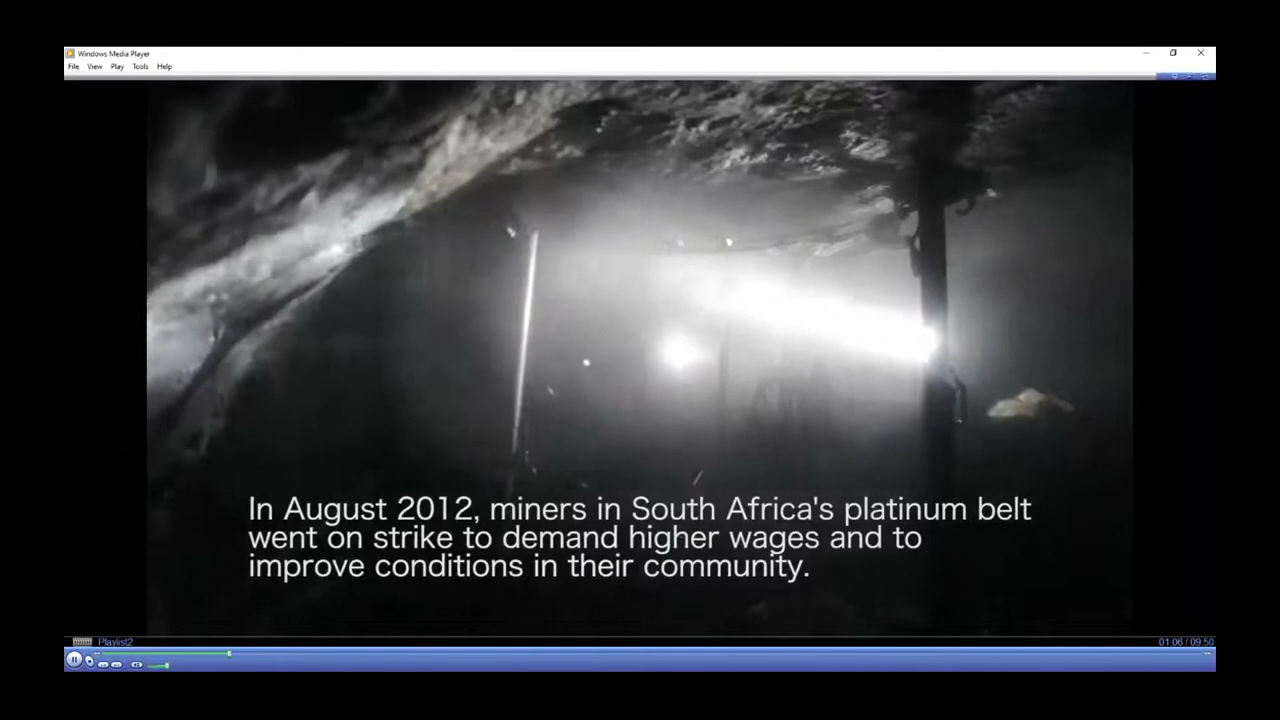 Windows Media Player
File View Play Tools Help
In August 2012, miners in South Africa's platinum belt
went on strike to demand higher wages and to
improve conditions in their community.
Playlist2
01:06 / 09:50